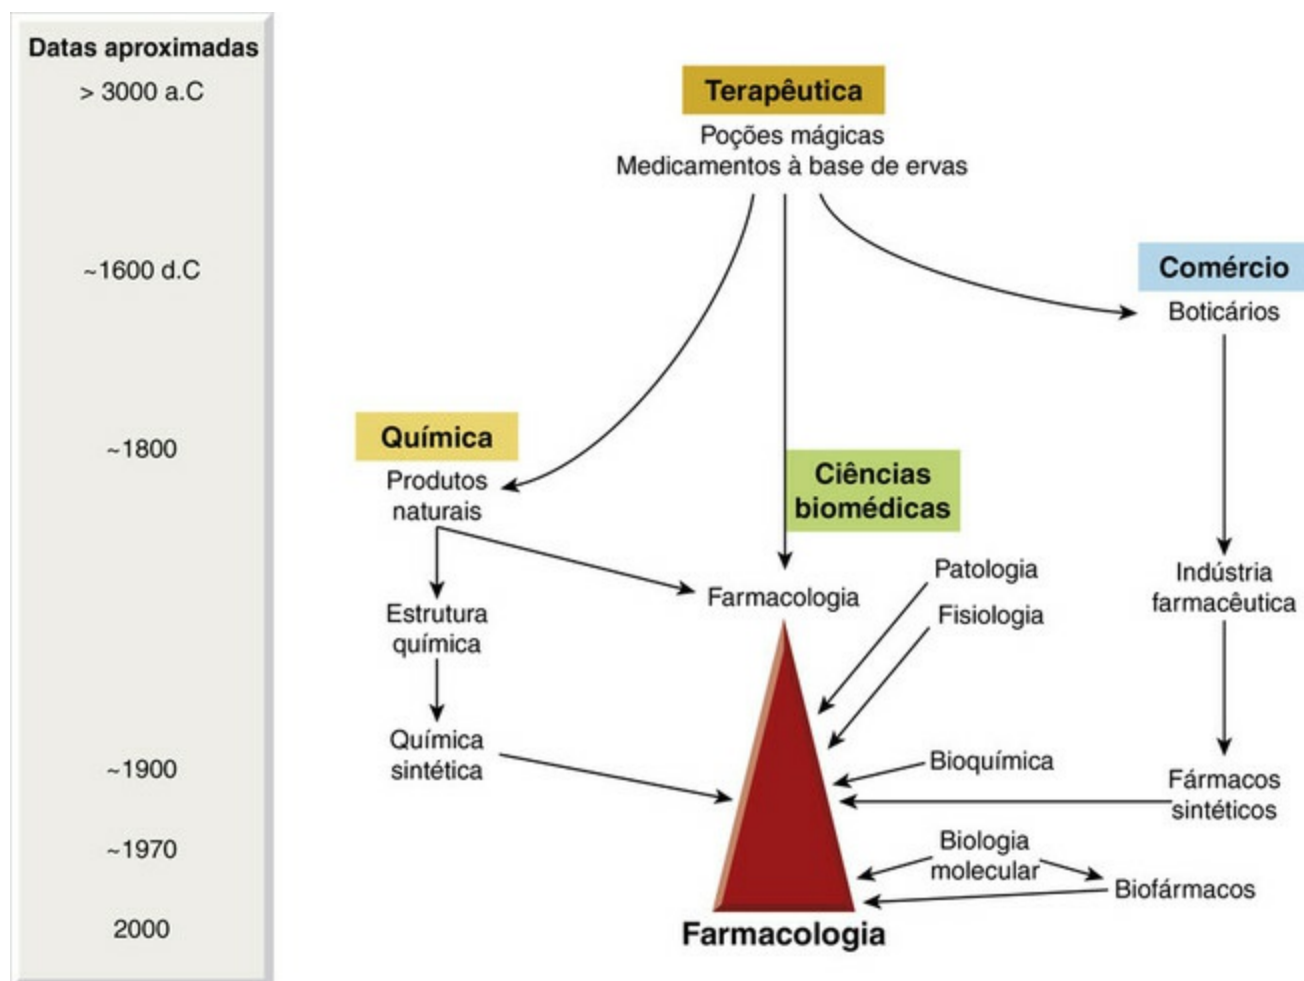 Datas aproximadas
> 3000 a.C
~1600 d.C
~1800
~1900
~1970
2000
Terapêutica
Poções mágicas
Medicamentos à base de ervas
Comércio
Boticários
Química
Produtos
naturais
Ciências
biomédicas
Estrutura
química
Farmacologia
Patologia
Fisiologia
Indústria
farmacêutica
Química
sintética
Bioquímica
Fármacos
sintéticos
Biologia
molecular
Biofármacos
Farmacologia